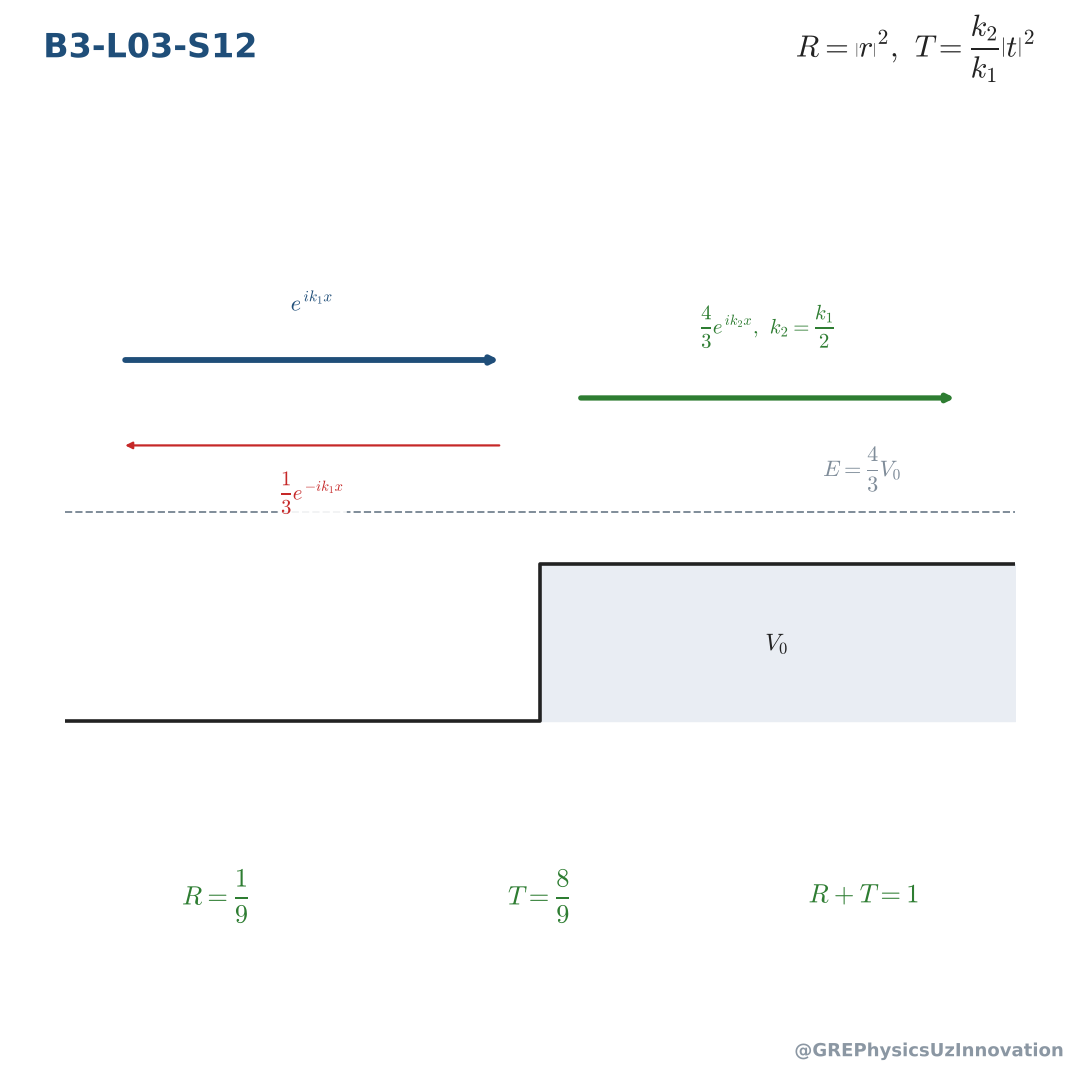 B3-L03-S12
R = |r|², T = k₂/k₁ |t|²
e^{ik₁x}
4/3 e^{ik₂x}, k₂ = k₁/2
E = 4/3 V₀
1/3 e^{−ik₁x}
V₀
R = 1/9
T = 8/9
R + T = 1
@GREPhysicsUzInnovation